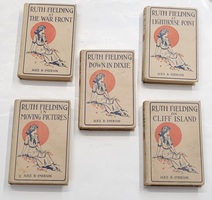 RUTH FIELDING
AT
THE WAR FRONT
ALICE B. EMERSON
RUTH FIELDING
AT
LIGHTHOUSE POINT
ALICE B. EMERSON
RUTH FIELDING
DOWN IN DIXIE
ALICE B. EMERSON
RUTH FIELDING
IN
MOVING PICTURES
ALICE B. EMERSON
RUTH FIELDING
ON
CLIFF ISLAND
ALICE B. EMERSON